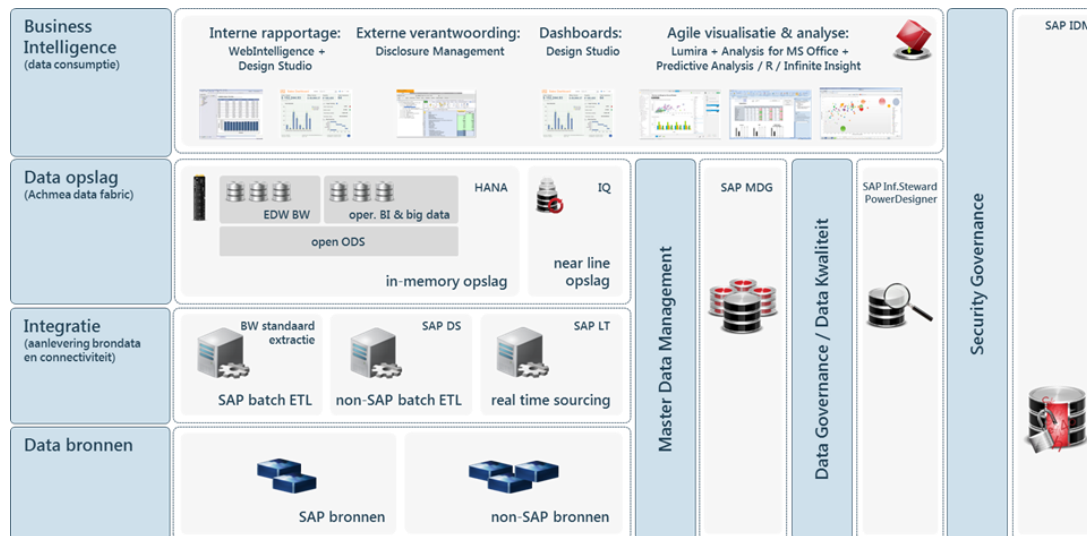 Business
Intelligence
(data consumptie)
Interne rapportage:
WebIntelligence +
Design Studio
Externe verantwoording:
Disclosure Management
Dashboards:
Design Studio
Agile visualisatie & analyse:
Lumira + Analysis for MS Office +
Predictive Analysis / R / Infinite Insight
SAP IDM
Data opslag
(Achmea data fabric)
HANA
EDW BW
oper. BI & big data
open ODS
in-memory opslag
IQ
near line
opslag
Master Data Management
SAP MDG
Data Governance / Data Kwaliteit
SAP Inf.Steward
PowerDesigner
Security Governance
Integratie
(aanlevering brondata
en connectiviteit)
BW standaard
extractie
SAP batch ETL
SAP DS
non-SAP batch ETL
SAP LT
real time sourcing
Data bronnen
SAP bronnen
non-SAP bronnen